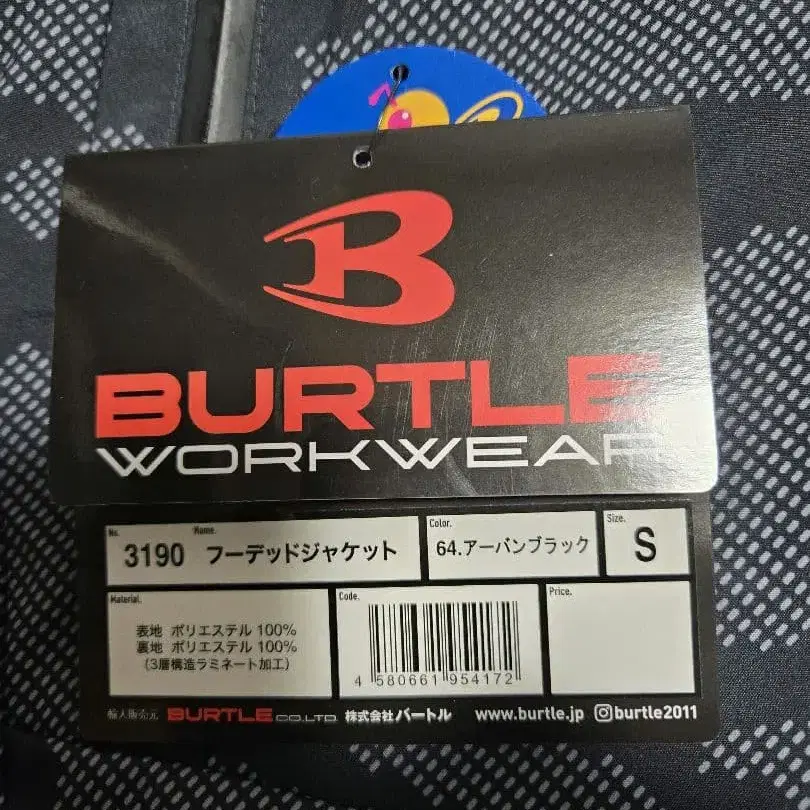 B
BURTLE
WORKWEAR
No.
Name.
3190 フーデッドジャケット
Color.
64.アーバンブラック
Size.
S
Material.
表地 ポリエステル 100%
裏地 ポリエステル 100%
(3層構造ラミネート加工)
Code.
4 580661 954172
Price.
輸入販売元 BURTLE CO.LTD. 株式会社バートル www.burtle.jp burtle2011